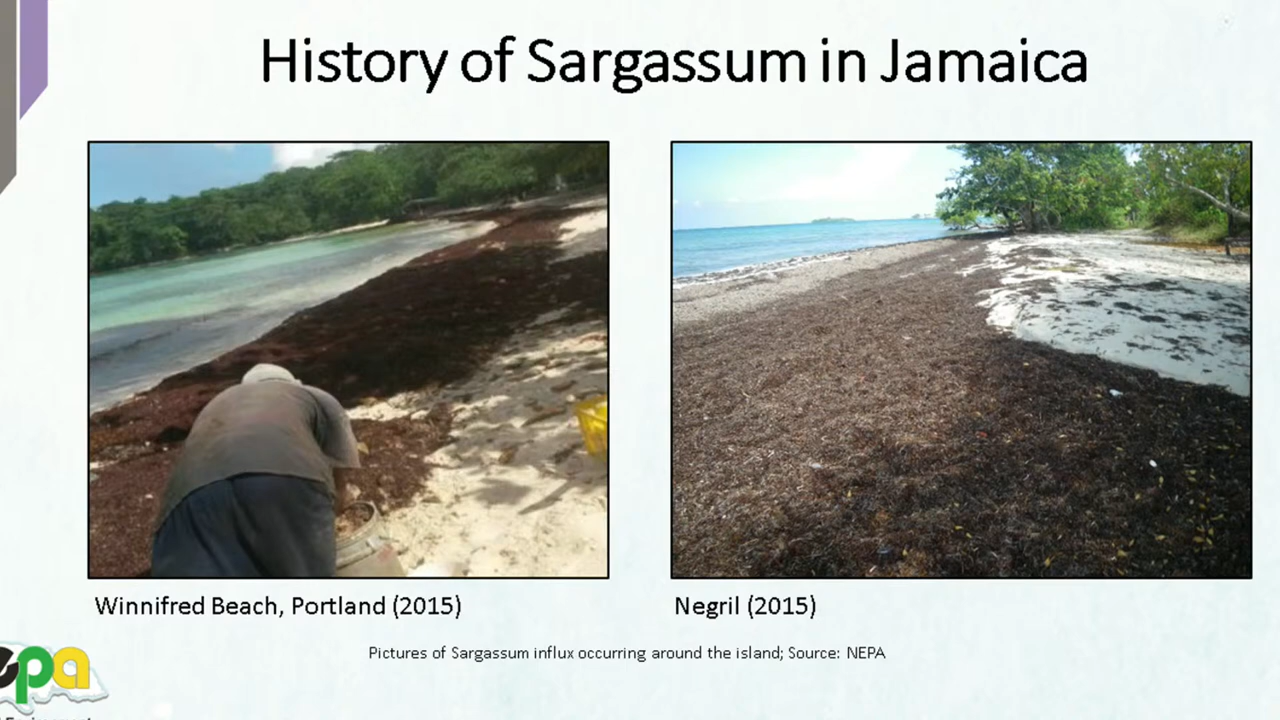 History of Sargassum in Jamaica
Winnifred Beach, Portland (2015)
Negril (2015)
Pictures of Sargassum influx occurring around the island; Source: NEPA
epa